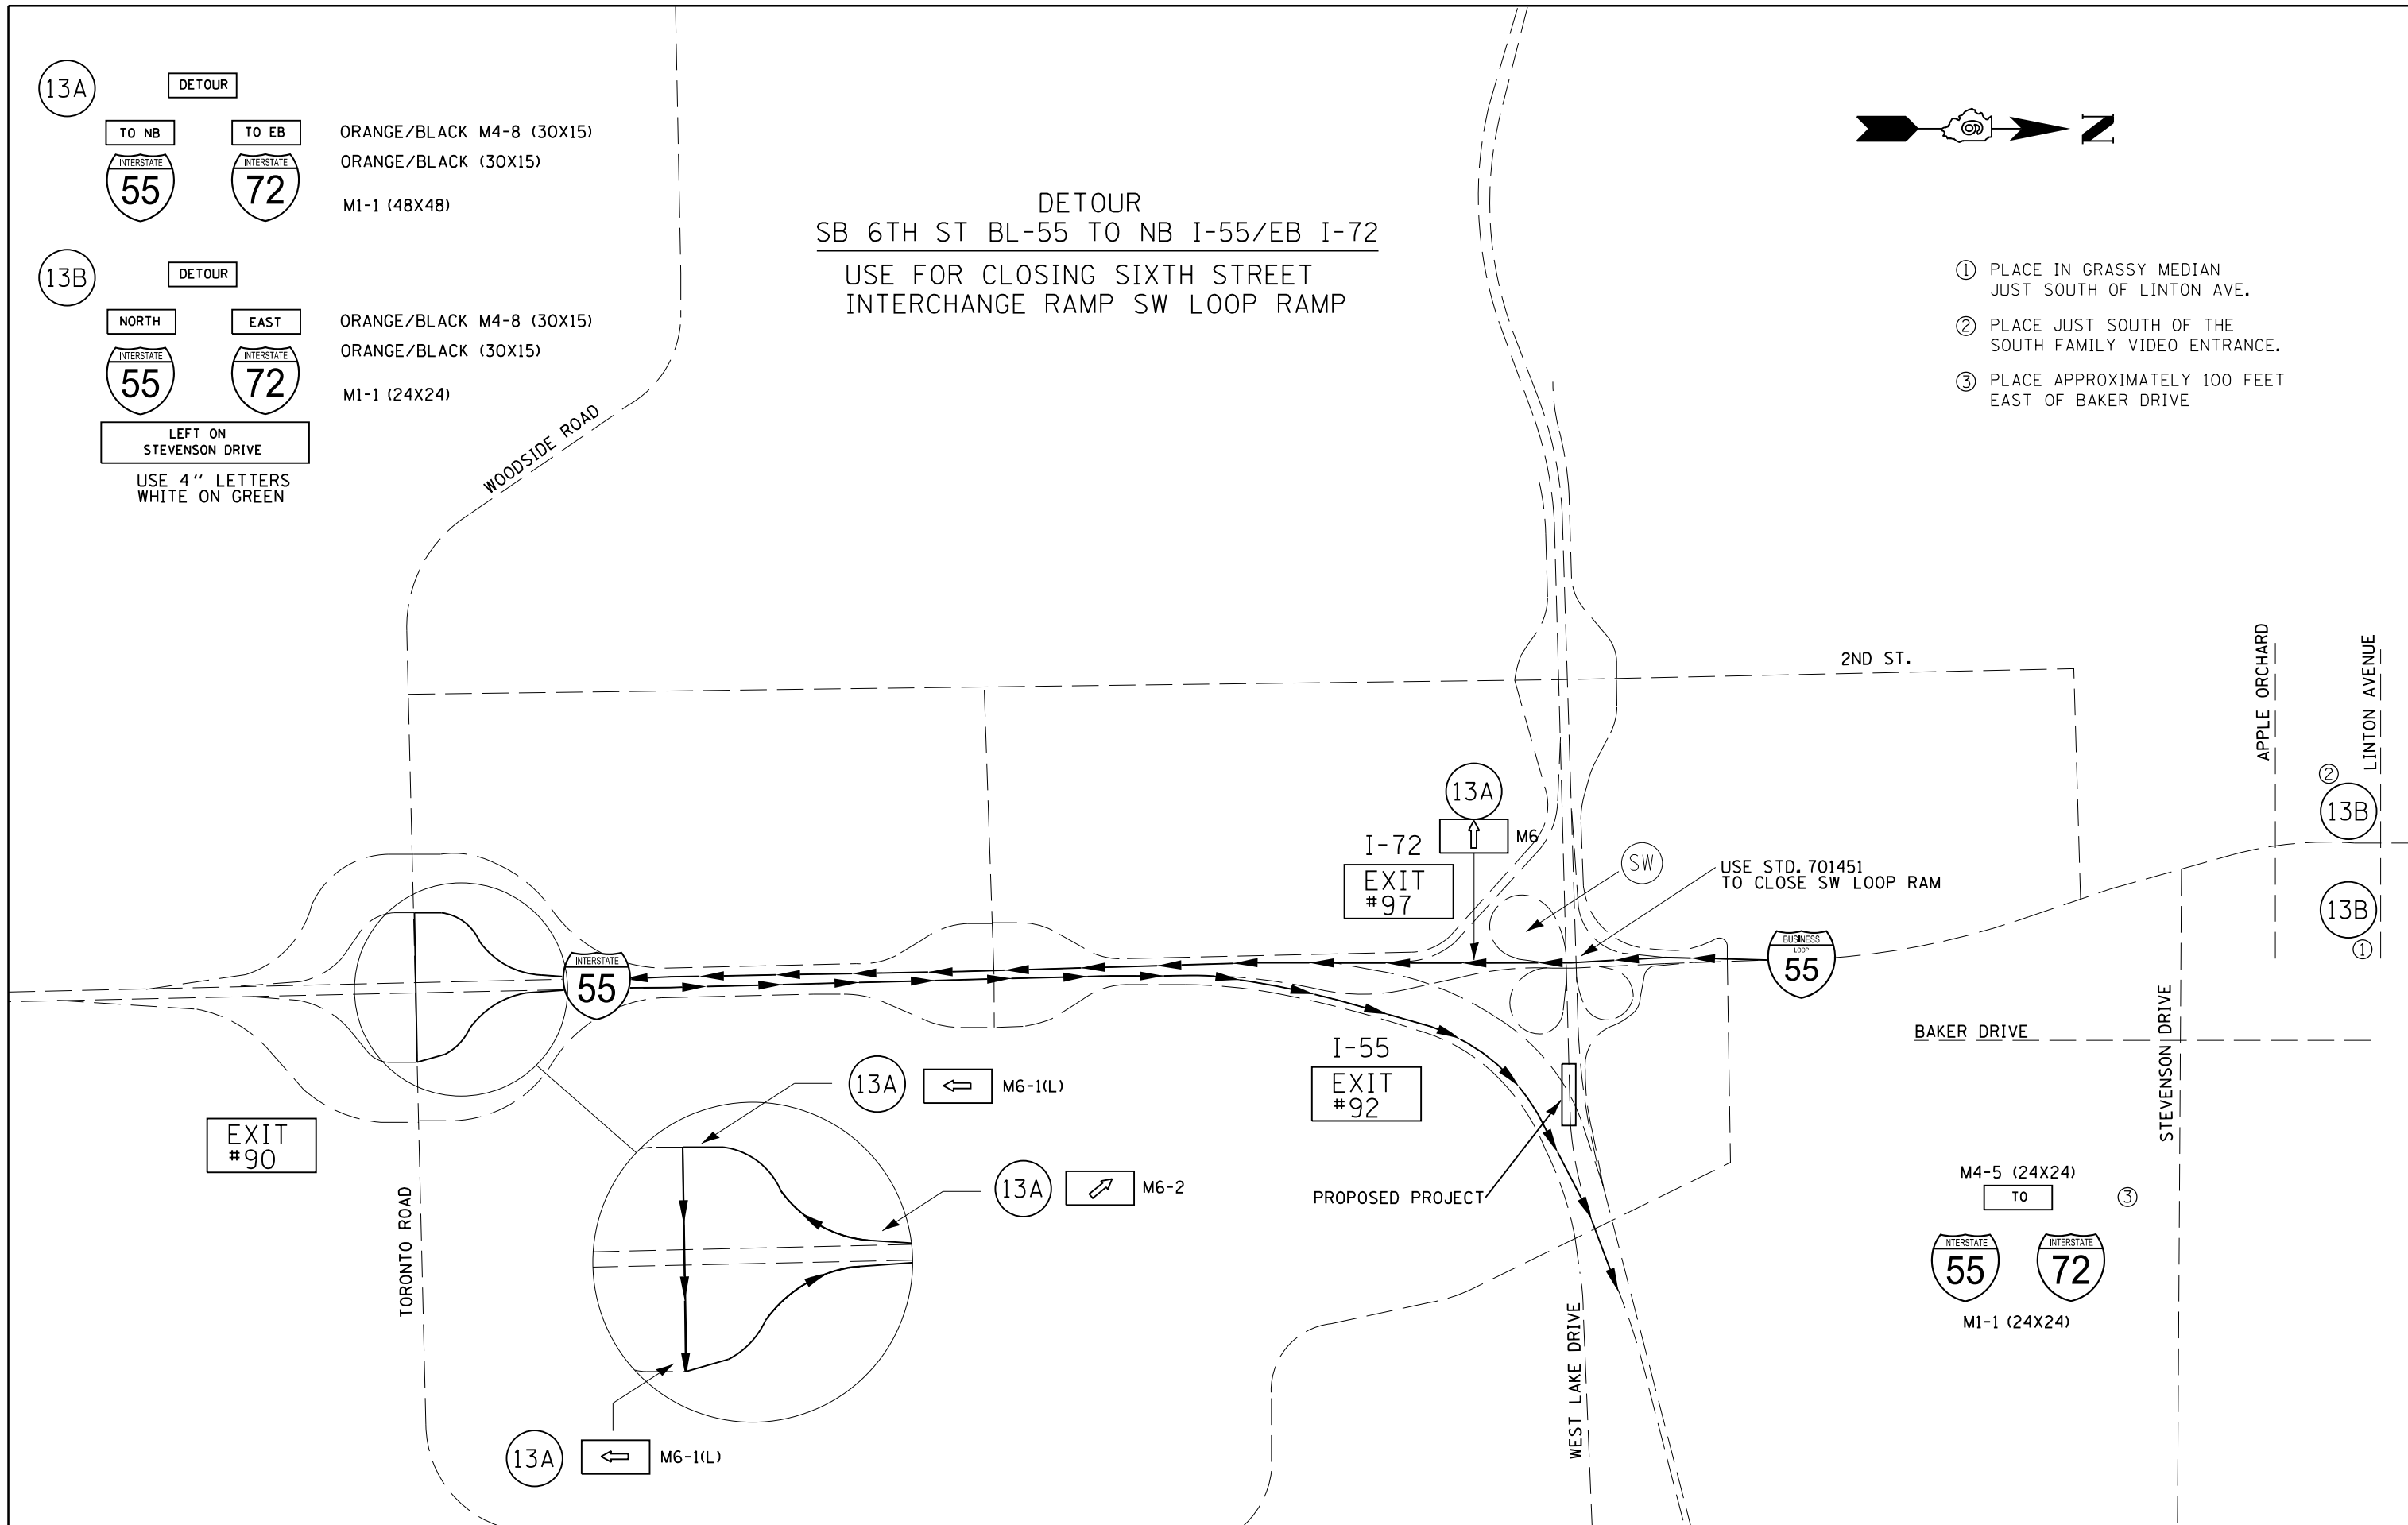 13A
DETOUR
TO NB
TO EB
ORANGE/BLACK M4-8 (30X15)
INTERSTATE
55
INTERSTATE
72
ORANGE/BLACK (30X15)
M1-1 (48X48)
13B
DETOUR
NORTH
EAST
ORANGE/BLACK M4-8 (30X15)
INTERSTATE
55
INTERSTATE
72
ORANGE/BLACK (30X15)
M1-1 (24X24)
LEFT ON
STEVENSON DRIVE
USE 4" LETTERS
WHITE ON GREEN
DETOUR
SB 6TH ST BL-55 TO NB I-55/EB I-72
USE FOR CLOSING SIXTH STREET
INTERCHANGE RAMP SW LOOP RAMP
6
N
1 PLACE IN GRASSY MEDIAN
JUST SOUTH OF LINTON AVE.
2 PLACE JUST SOUTH OF THE
SOUTH FAMILY VIDEO ENTRANCE.
3 PLACE APPROXIMATELY 100 FEET
EAST OF BAKER DRIVE
WOODSIDE ROAD
2ND ST.
APPLE ORCHARD
LINTON AVENUE
2
13B
13B
1
13A
M6
I-72
EXIT
#97
SW
USE STD. 701451
TO CLOSE SW LOOP RAM
BUSINESS
LOOP
55
INTERSTATE
55
BAKER DRIVE
STEVENSON DRIVE
I-55
EXIT
#92
13A
M6-1(L)
EXIT
#90
13A
M6-2
PROPOSED PROJECT
TORONTO ROAD
WEST LAKE DRIVE
M4-5 (24X24)
TO
3
INTERSTATE
55
INTERSTATE
72
M1-1 (24X24)
13A
M6-1(L)